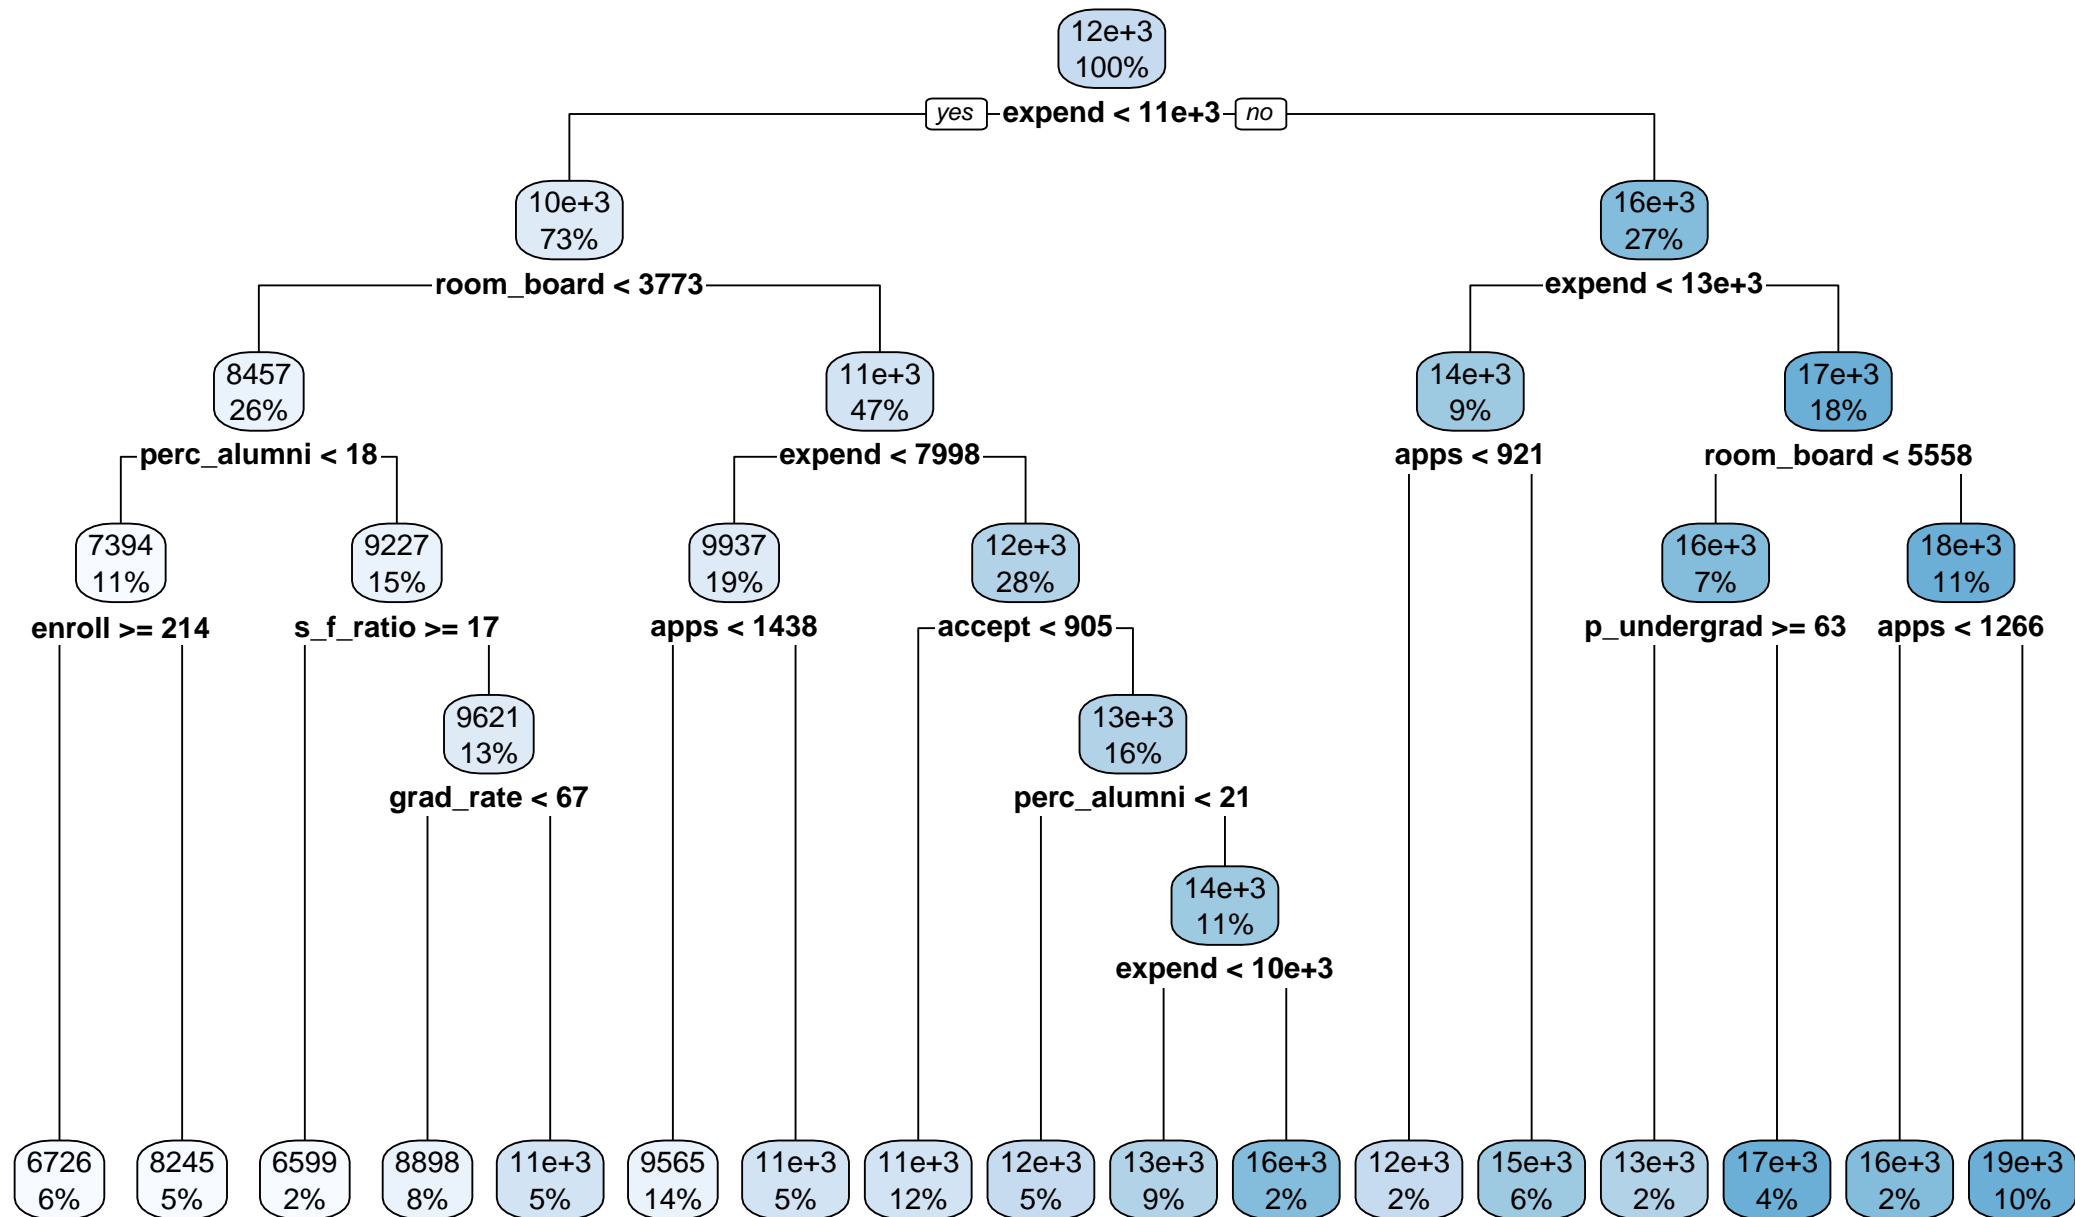 12e+3
100%
yes expend < 11e+3 no
10e+3
73%
16e+3
27%
room_board < 3773
expend < 13e+3
8457
26%
11e+3
47%
14e+3
9%
17e+3
18%
perc_alumni < 18
expend < 7998
apps < 921
room_board < 5558
7394
11%
9227
15%
9937
19%
12e+3
28%
16e+3
7%
18e+3
11%
enroll >= 214
s_f_ratio >= 17
apps < 1438
accept < 905
p_undergrad >= 63
apps < 1266
9621
13%
13e+3
16%
grad_rate < 67
perc_alumni < 21
14e+3
11%
expend < 10e+3
6726
6%
8245
5%
6599
2%
8898
8%
11e+3
5%
9565
14%
11e+3
5%
11e+3
12%
12e+3
5%
13e+3
9%
16e+3
2%
12e+3
2%
15e+3
6%
13e+3
2%
17e+3
4%
16e+3
2%
19e+3
10%